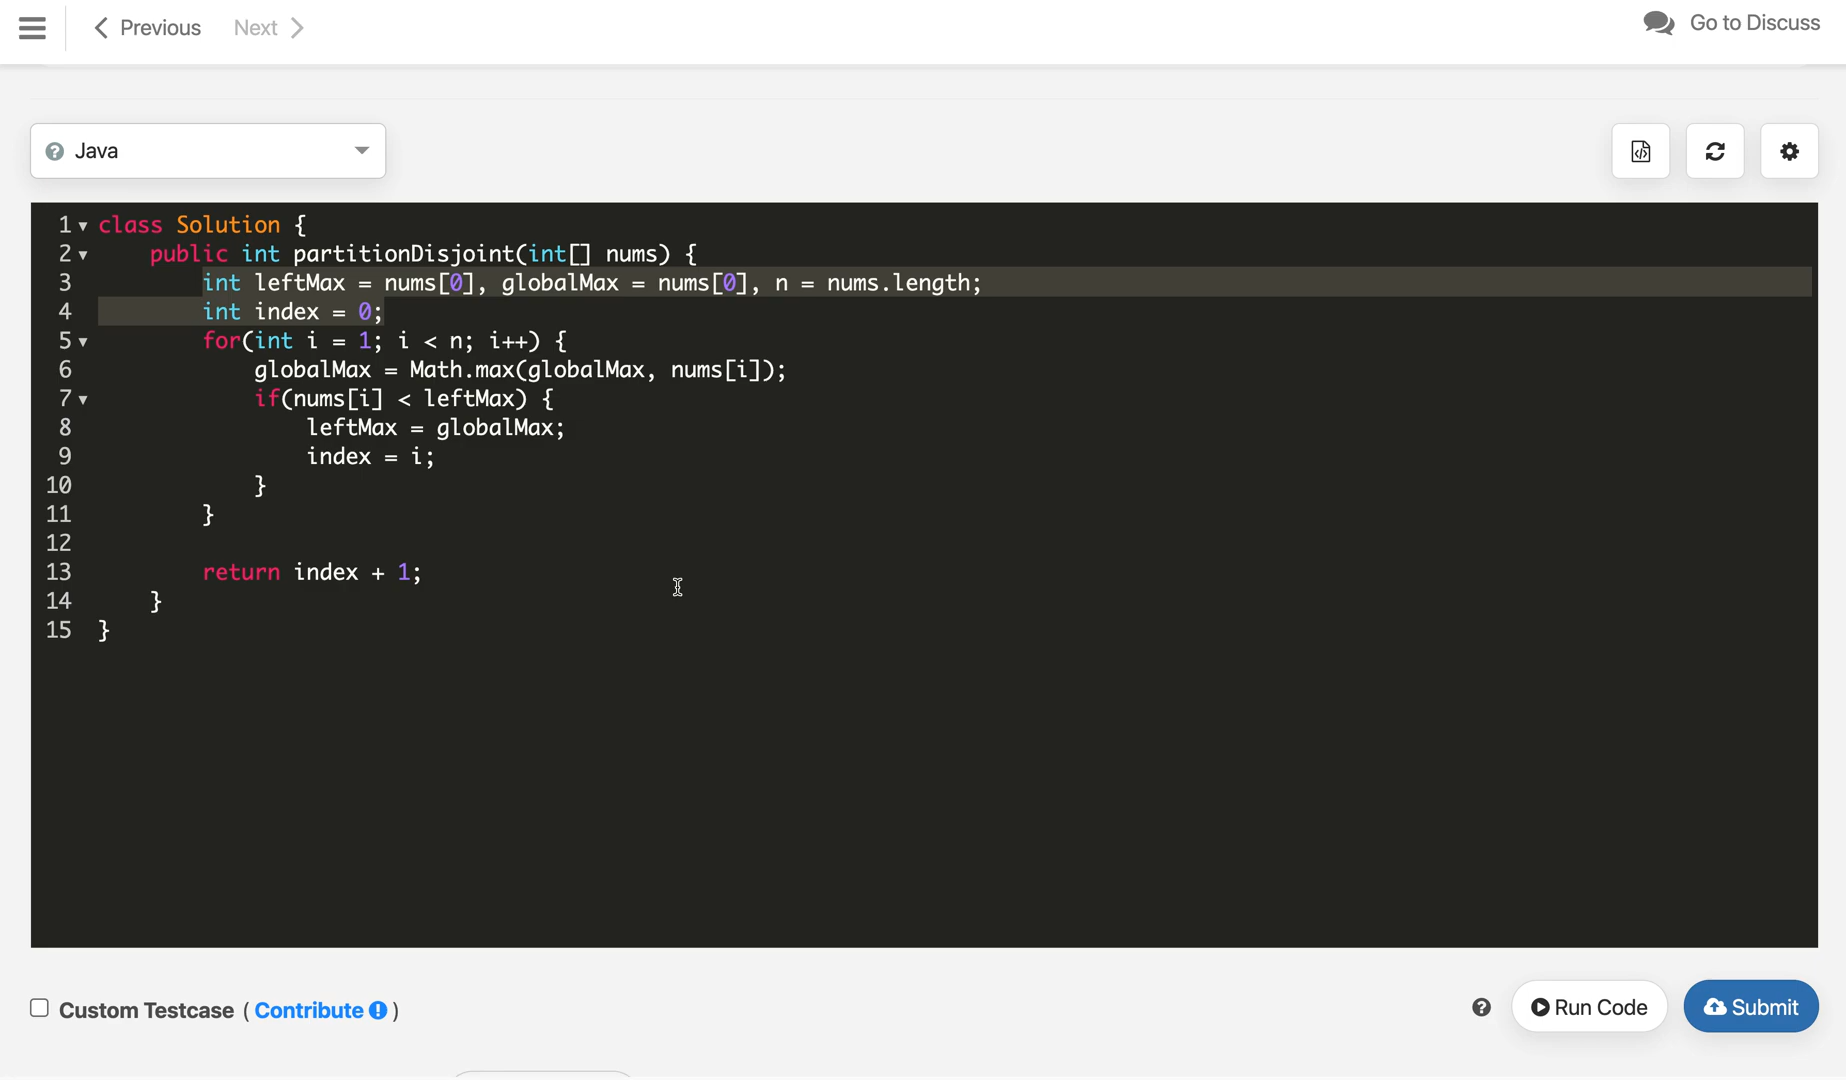 Previous Next Go to Discuss
Java
1 class Solution {
2     public int partitionDisjoint(int[] nums) {
3         int leftMax = nums[0], globalMax = nums[0], n = nums.length;
4         int index = 0;
5         for(int i = 1; i < n; i++) {
6             globalMax = Math.max(globalMax, nums[i]);
7             if(nums[i] < leftMax) {
8                 leftMax = globalMax;
9                 index = i;
10             }
11         }
12
13         return index + 1;
14     }
15 }
Custom Testcase ( Contribute ) Run Code Submit